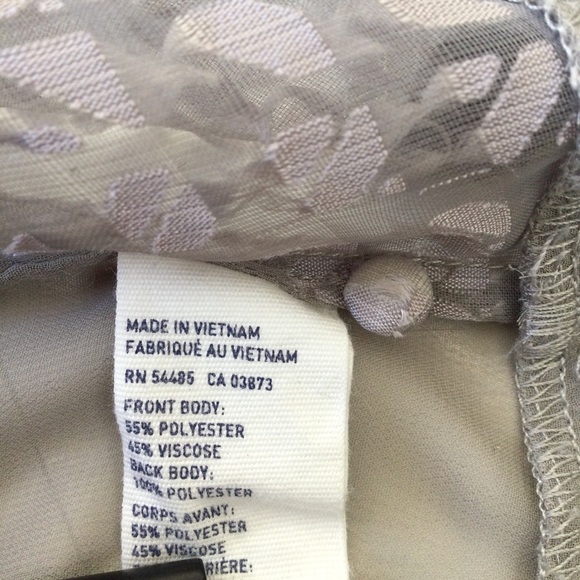 MADE IN VIETNAM
FABRIQUÉ AU VIETNAM
RN 54485 CA 03873
FRONT BODY:
55% POLYESTER
45% VISCOSE
BACK BODY:
100% POLYESTER
CORPS AVANT:
55% POLYESTER
45% VISCOSE
RIÈRE: